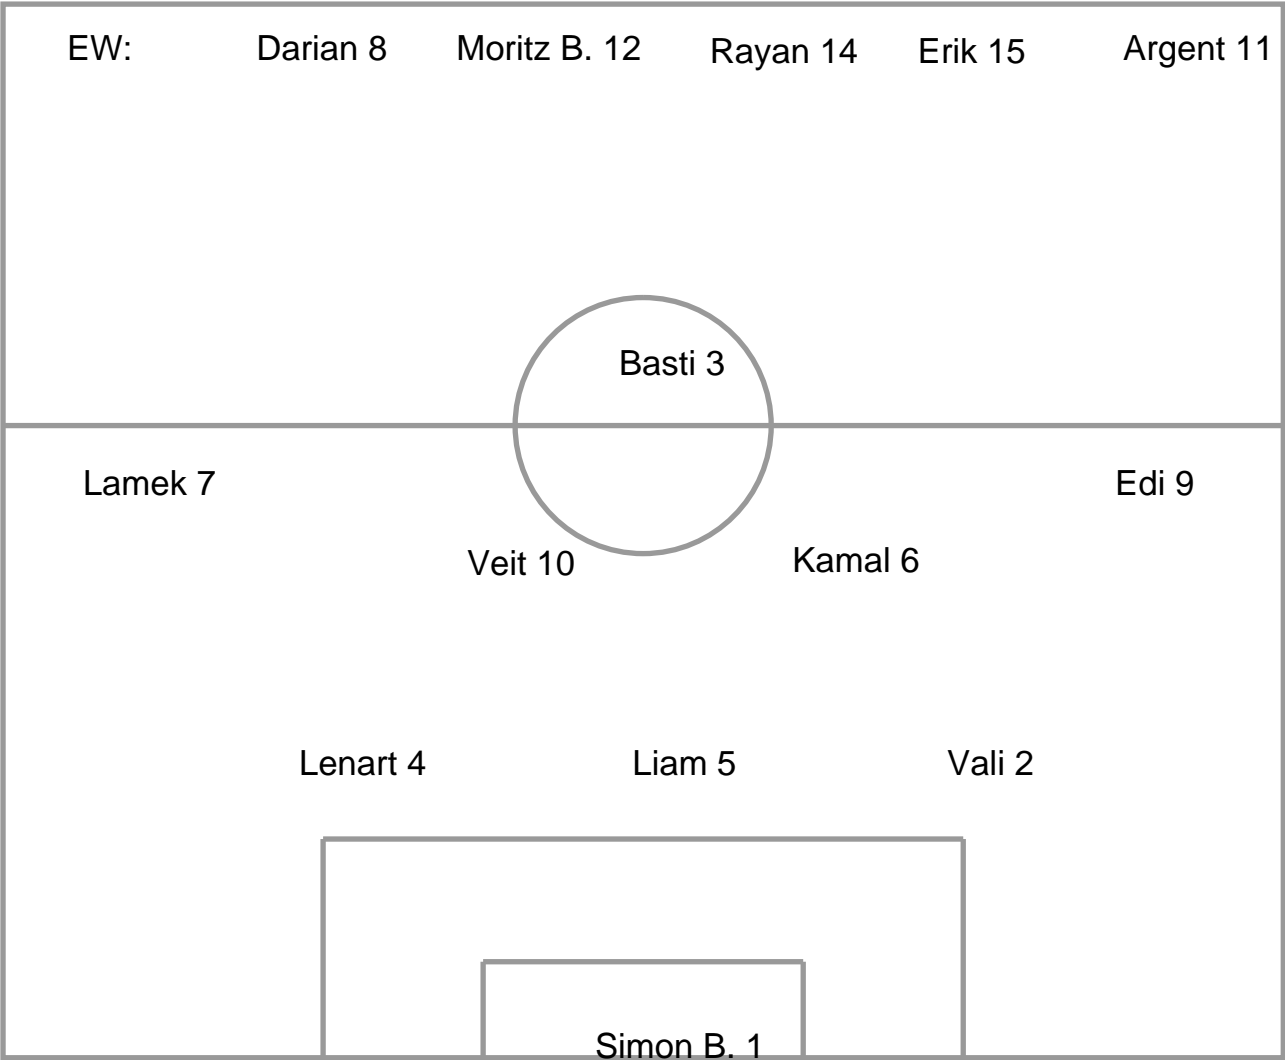 EW: Darian 8 Moritz B. 12 Rayan 14 Erik 15 Argent 11
Basti 3
Lamek 7 Edi 9
Veit 10 Kamal 6
Lenart 4 Liam 5 Vali 2
Simon B. 1